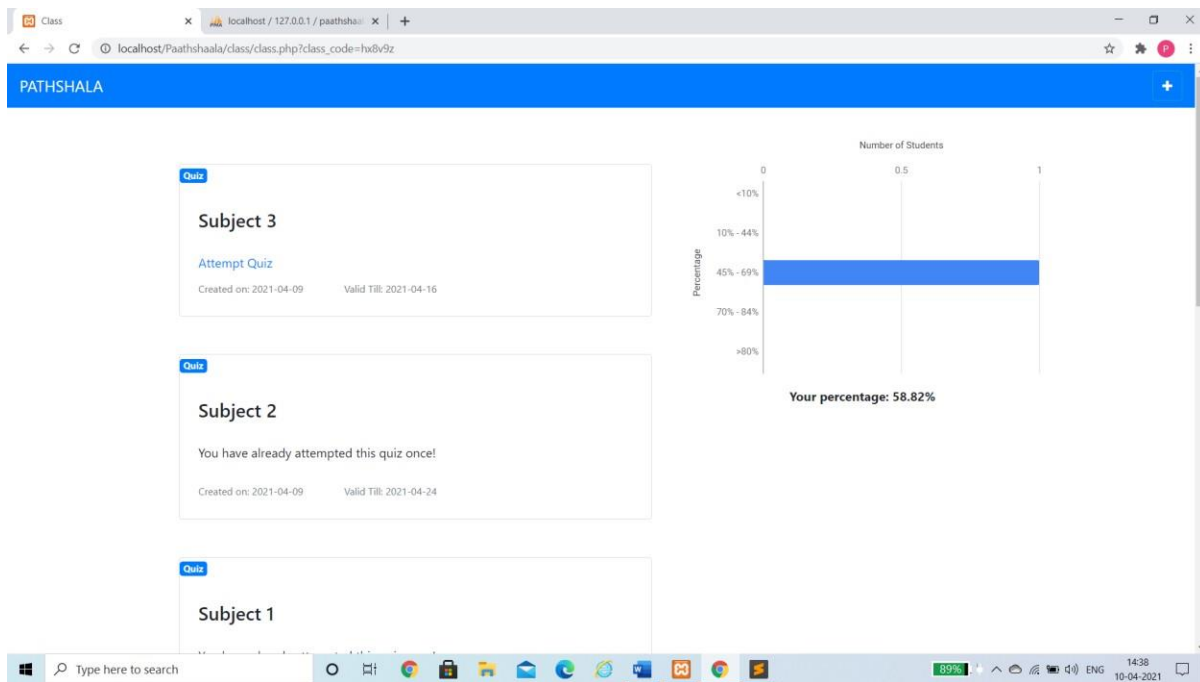 Class
localhost / 127.0.0.1 / paathshaal
localhost/Paathshaala/class/class.php?class_code=hx8v9z
P
PATHSHALA
Quiz
Subject 3
Attempt Quiz
Created on: 2021-04-09 Valid Till: 2021-04-16
Quiz
Subject 2
You have already attempted this quiz once!
Created on: 2021-04-09 Valid Till: 2021-04-24
Quiz
Subject 1
Number of Students
0 0.5 1
Percentage
<10%
10% - 44%
45% - 69%
70% - 84%
>80%
Your percentage: 58.82%
Type here to search
89%
ENG
14:38
10-04-2021